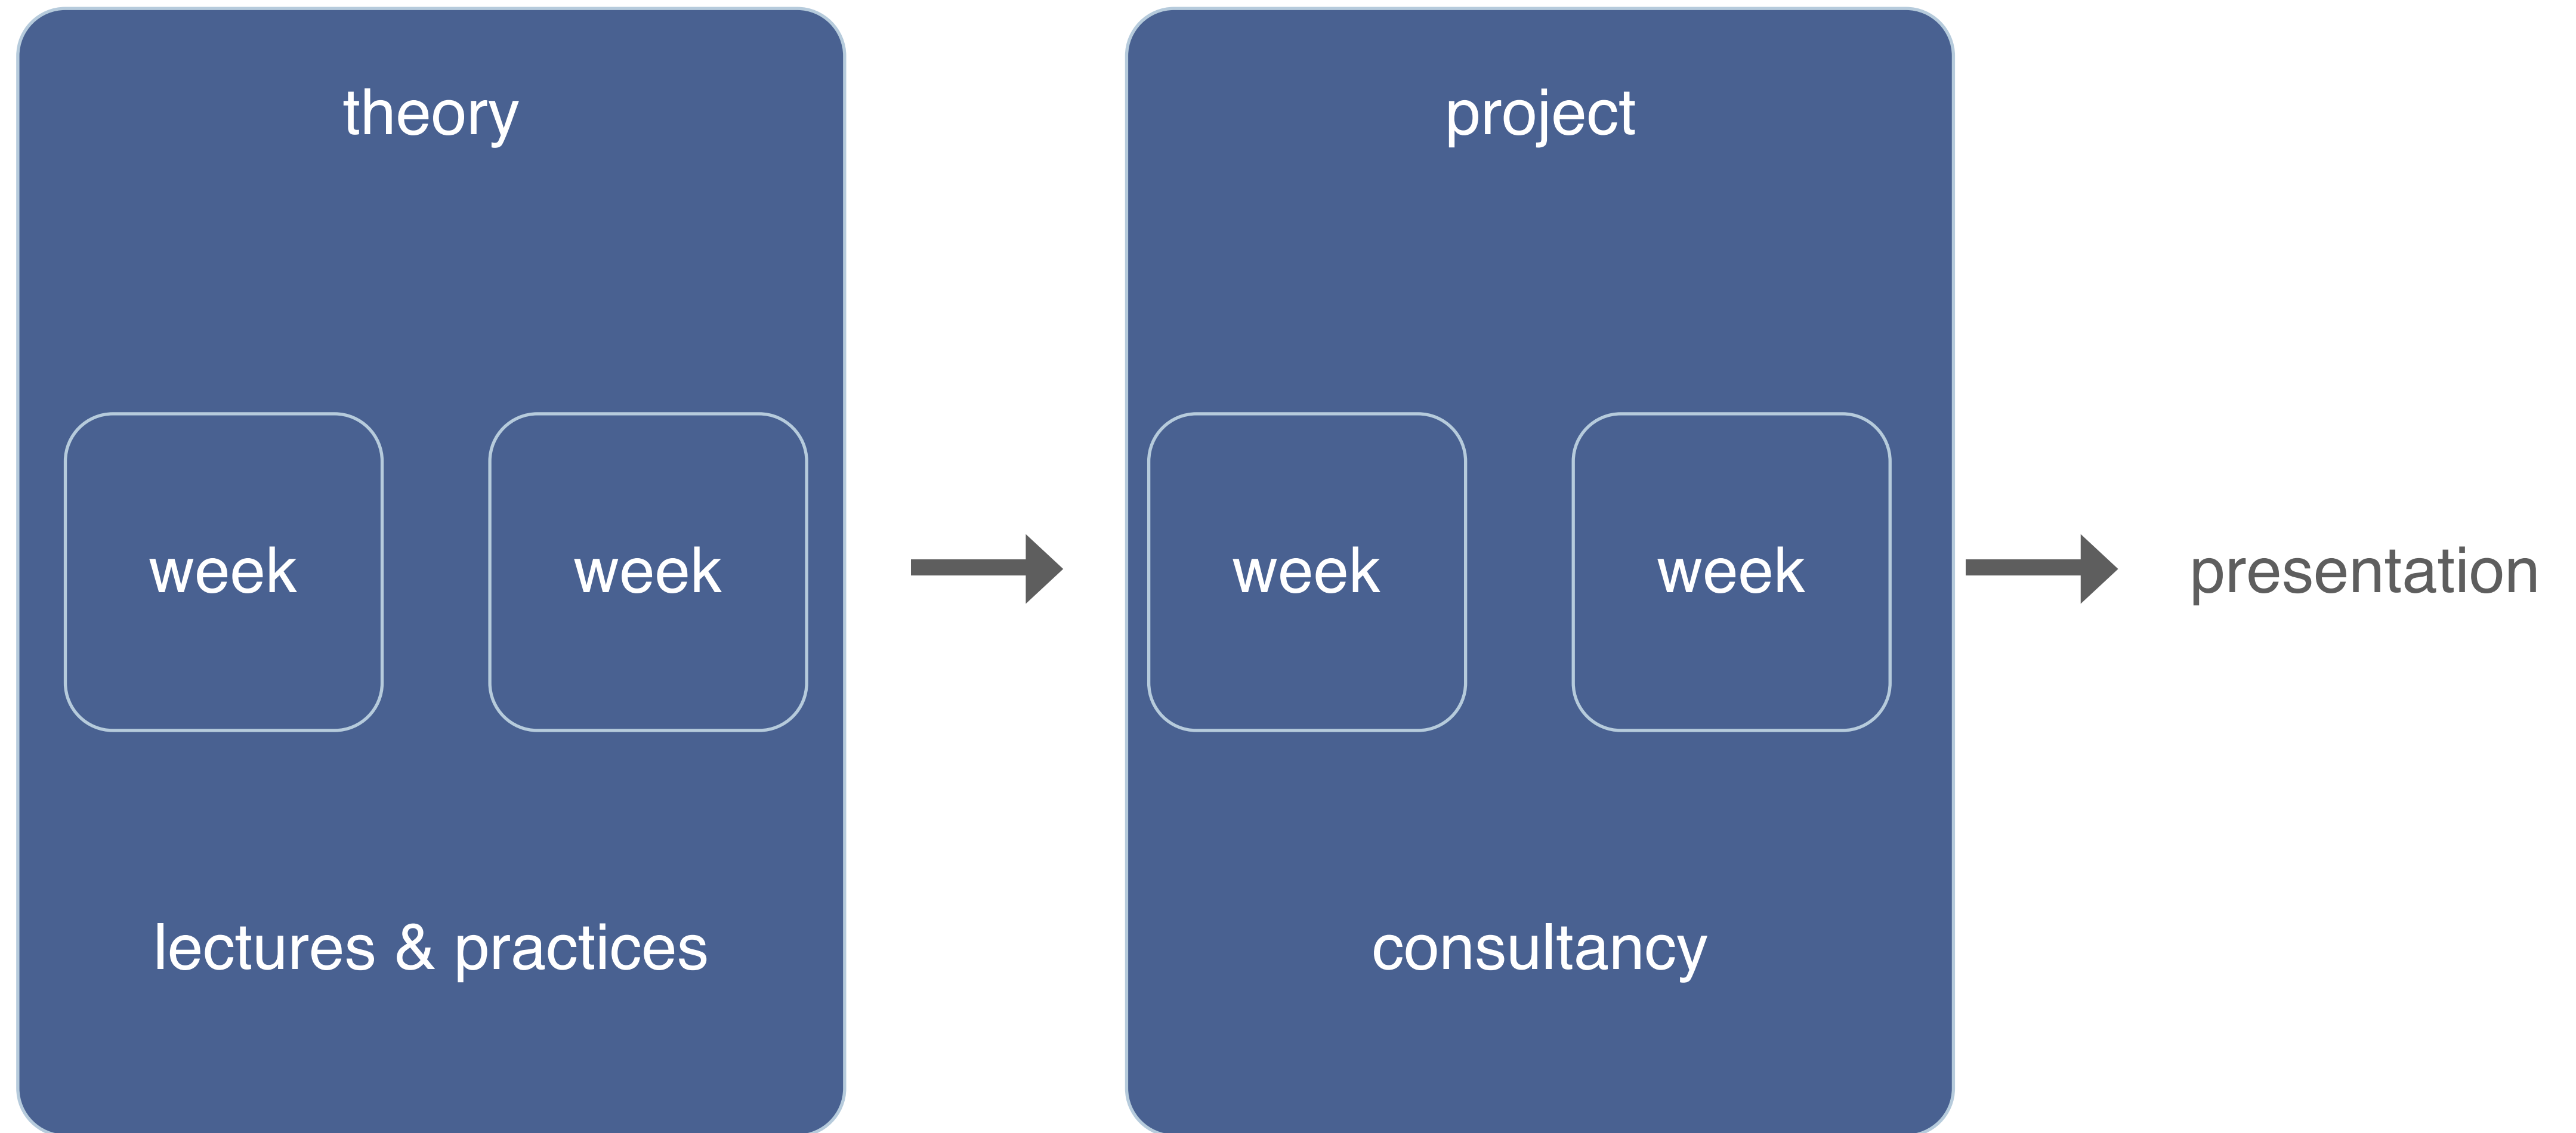 theory
week
week
lectures & practices
project
week
week
consultancy
presentation